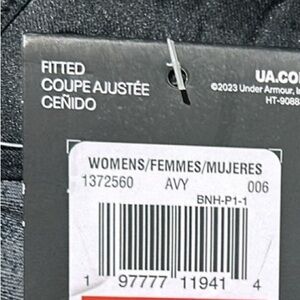 FITTED
COUPE AJUSTÉE
CEÑIDO
UA.CO
©2023 Under Armour, I
HT-9088
WOMENS/FEMMES/MUJERES
1372560 AVY 006
BNH-P1-1
1 97777 11941 4